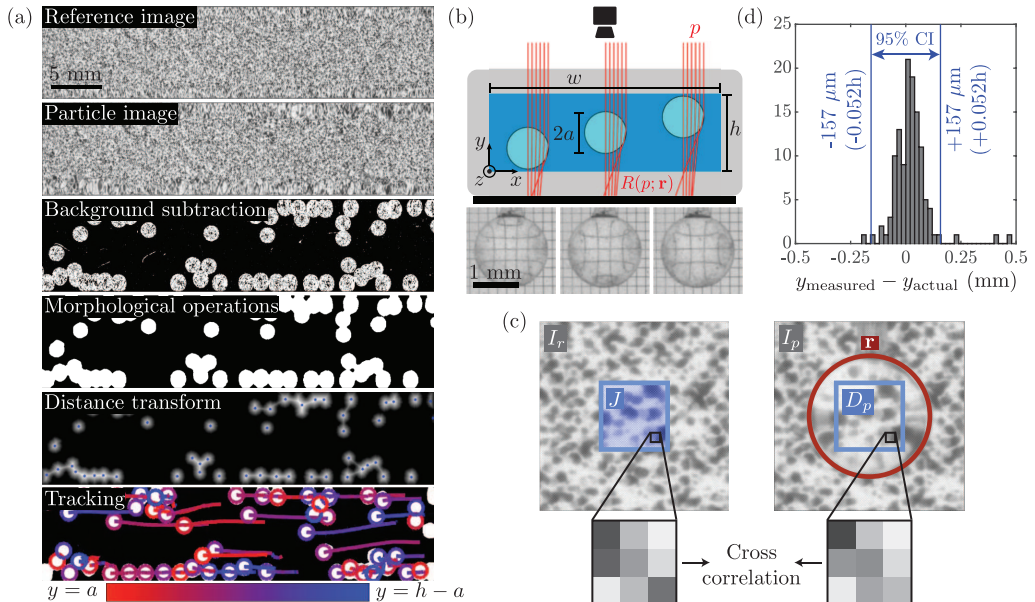 (a)
Reference image
5 mm
Particle image
Background subtraction
Morphological operations
Distance transform
Tracking
y = a
y = h − a
(b)
p
w
2a
h
y
z
x
R(p; r)
1 mm
(c)
I_r
J
I_p
r
D_p
Cross
correlation
(d)
95% CI
-157 μm
(-0.052h)
+157 μm
(+0.052h)
25
20
15
10
5
0
-0.5
-0.25
0
0.25
0.5
y_measured − y_actual (mm)